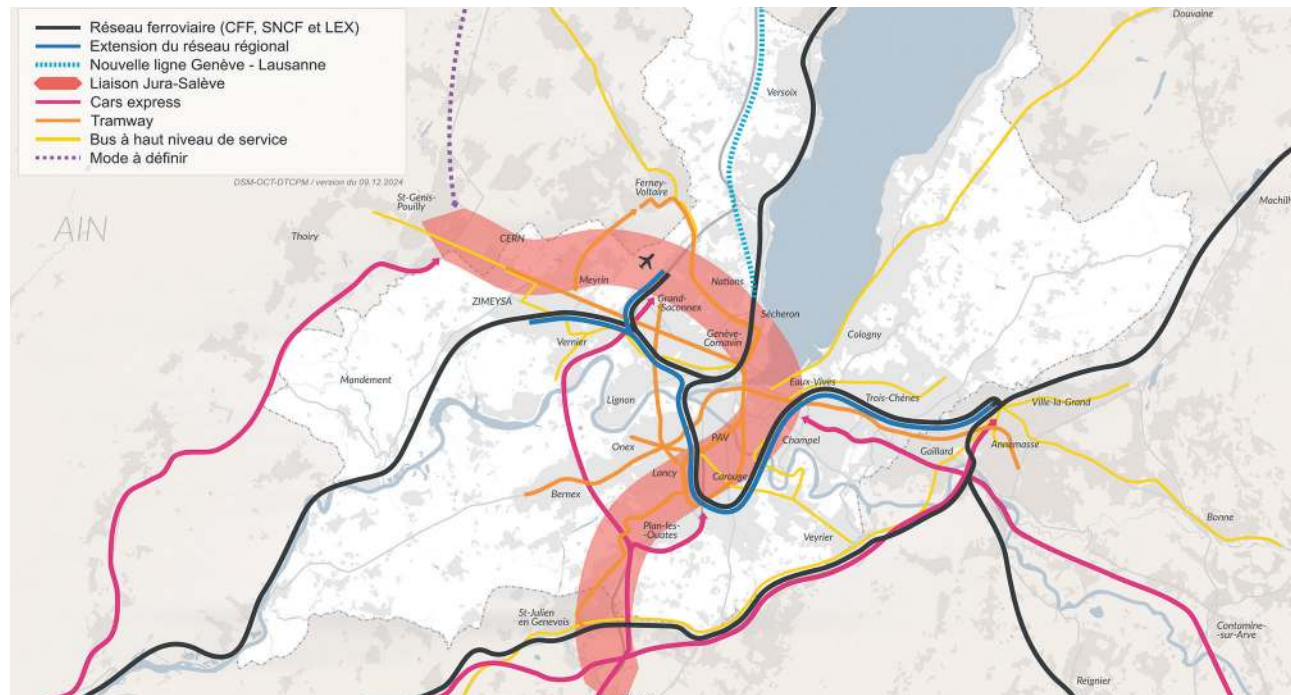 Réseau ferroviaire (CFF, SNCF et LEX)
Extension du réseau régional
Nouvelle ligne Genève - Lausanne
Liaison Jura-Salève
Cars express
Tramway
Bus à haut niveau de service
Mode à définir
DSM-OCT-DTCPM / version du 09.12.2024
Douvaine
Versoix
Ferney-
Voltaire
St-Genis-
Pouilly
Machilly
AIN
Thoiry
CERN
Meyrin
Nations
ZIMEYSA
Grand-
-Saconnex
Sécheron
Genève-
Cornavin
Cologny
Vernier
Mandement
Eaux-Vives
Lignon
Trois-Chênes
Ville-la-Grand
PAV
Champel
Onex
Annemasse
Gaillard
Lancy
Carouge
Bernex
Bonne
Plan-les-
-Ouates
Veyrier
St-Julien
en Genevois
Contamine-
-sur-Arve
Reignier